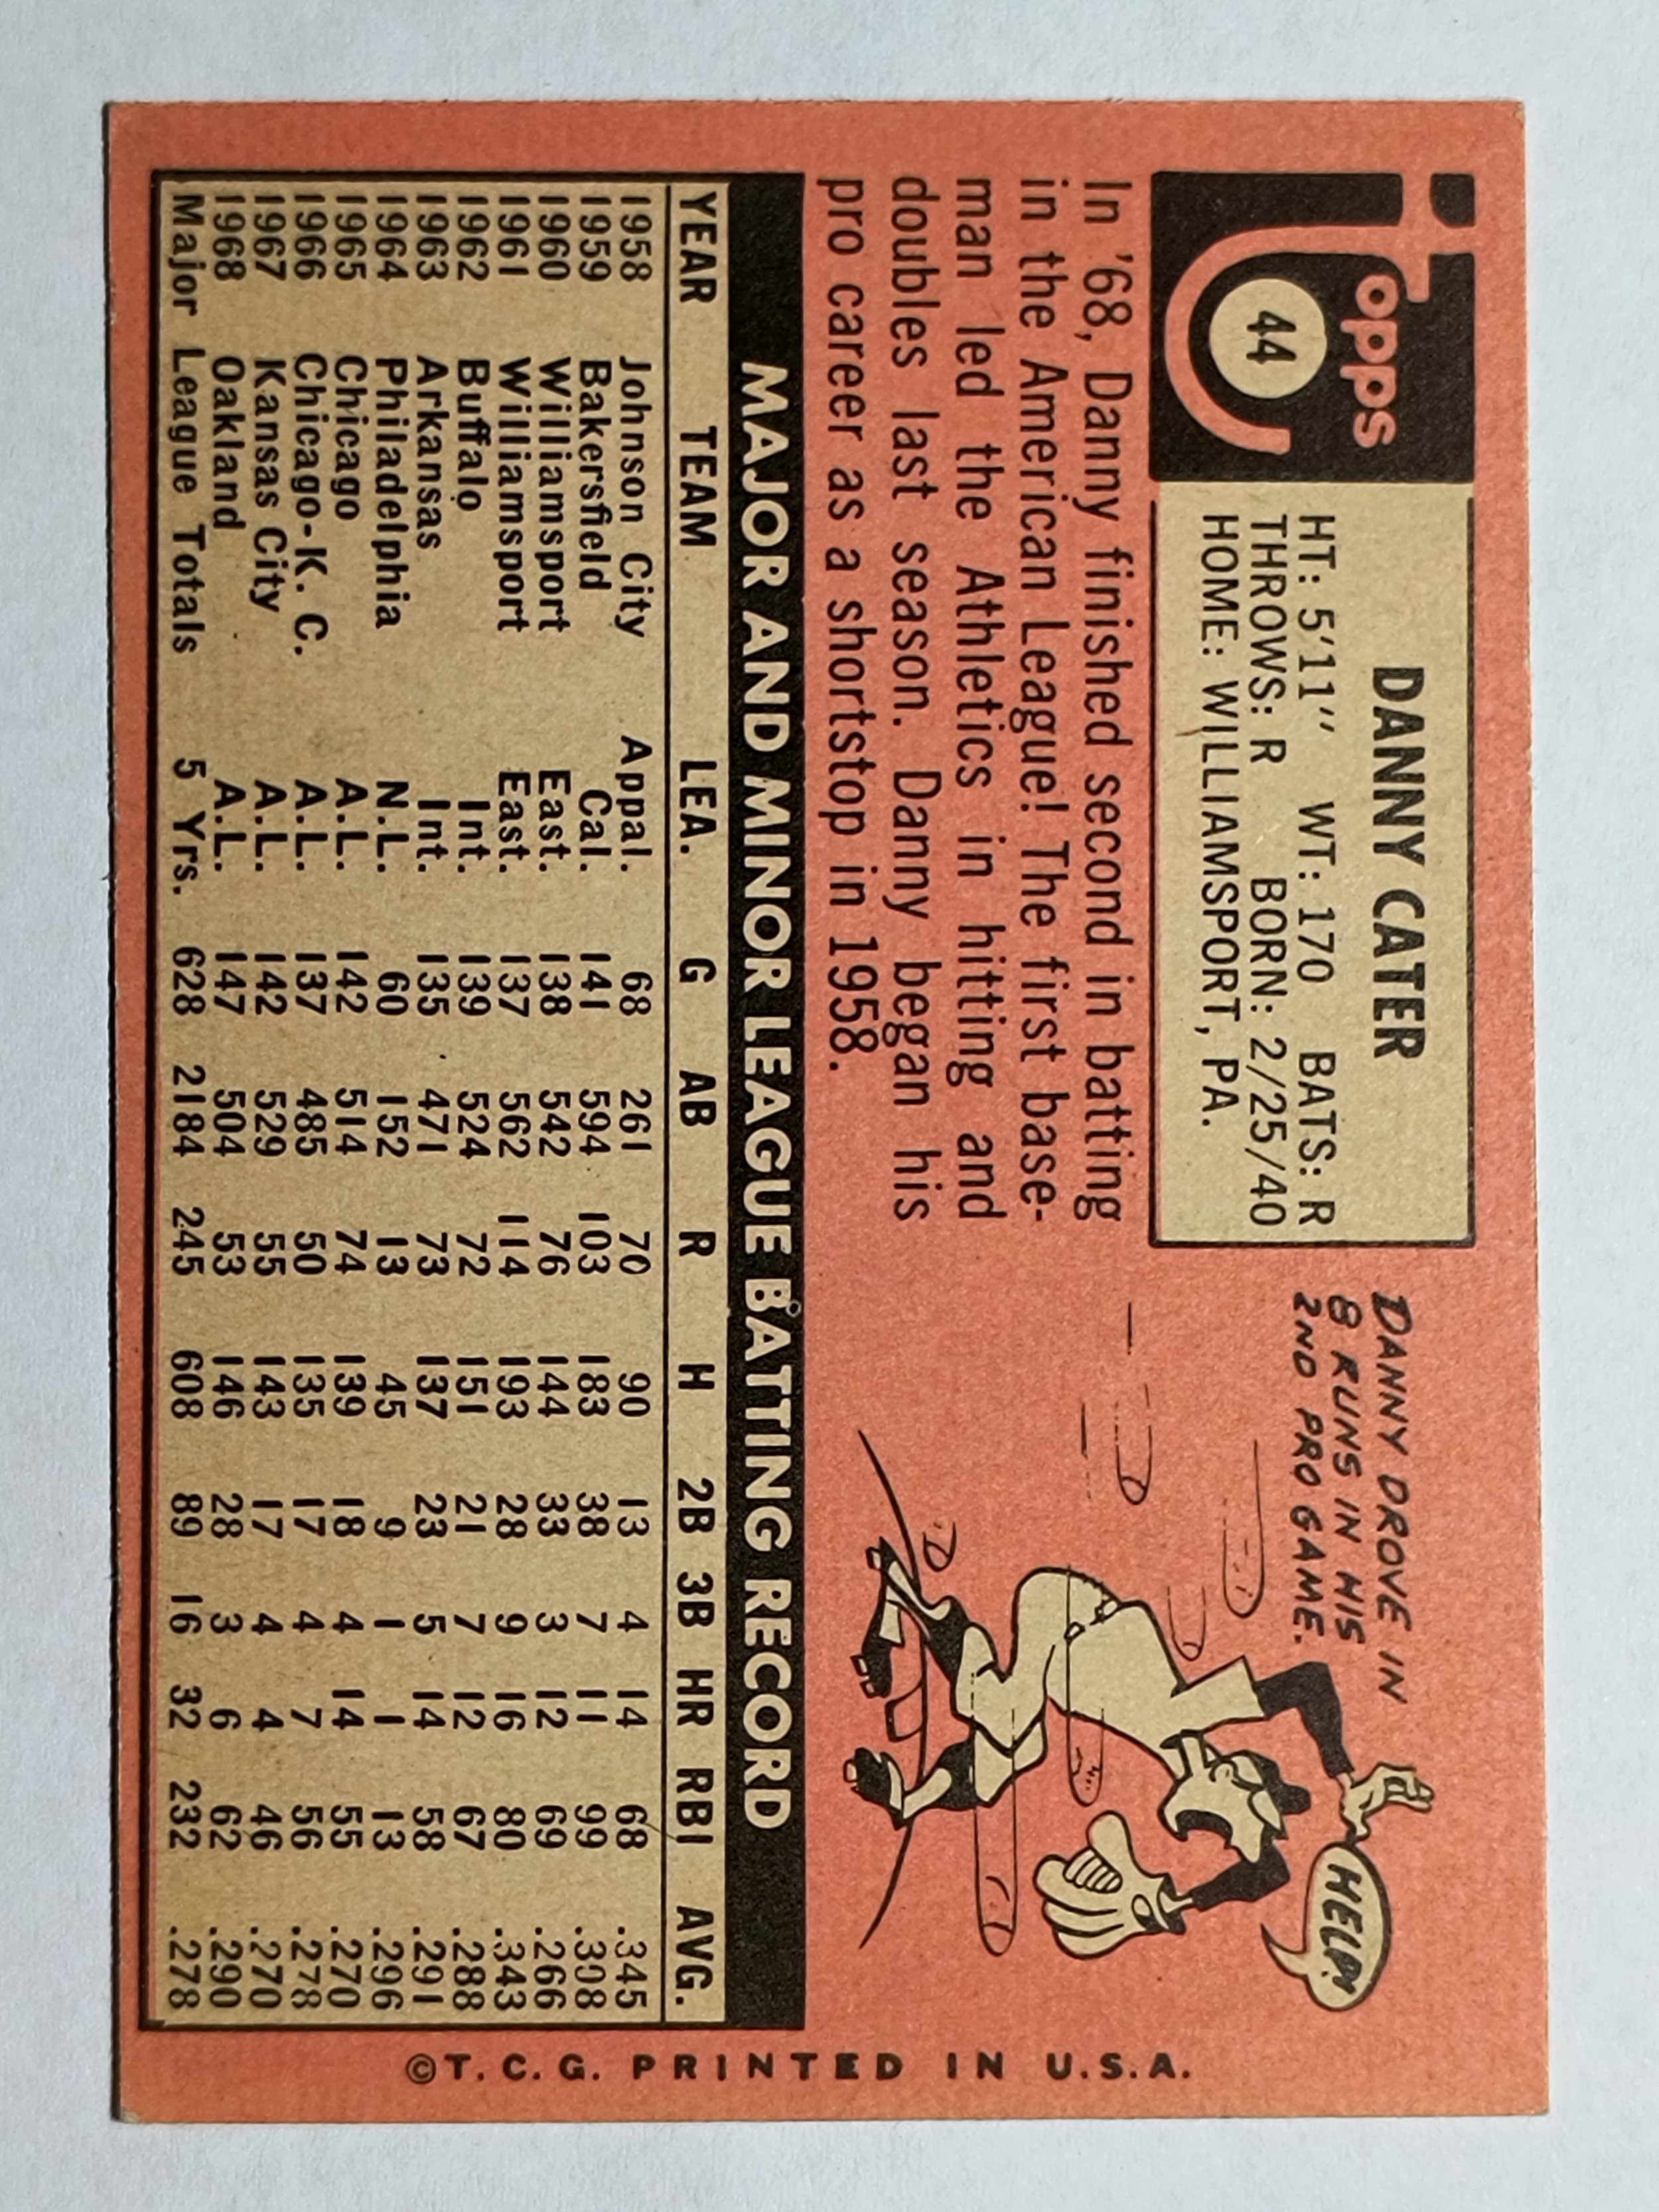 Topps
44
DANNY CATER
HT: 5'11" WT: 170 BATS: R
THROWS: R BORN: 2/25/40
HOME: WILLIAMSPORT, PA.
In '68, Danny finished second in batting
in the American League! The first base-
man led the Athletics in hitting and
doubles last season. Danny began his
pro career as a shortstop in 1958.
DANNY DROVE IN
8 RUNS IN HIS
2ND PRO GAME.
HELP!
MAJOR AND MINOR LEAGUE BATTING RECORD
YEAR TEAM LEA. G AB R H 2B 3B HR RBI AVG.
1958 Johnson City Appal. 68 261 70 90 13 4 14 68 .345
1959 Bakersfield Cal. 141 594 103 183 38 7 11 99 .308
1960 Williamsport East. 138 542 76 144 33 3 12 69 .266
1961 Williamsport East. 137 562 114 193 28 9 16 80 .343
1962 Buffalo Int. 139 524 72 151 21 7 12 67 .288
1963 Arkansas Int. 135 471 73 137 23 5 14 58 .291
1964 Philadelphia N.L. 60 152 13 45 9 1 1 13 .296
1965 Chicago A.L. 142 514 74 139 18 4 14 55 .270
1966 Chicago-K. C. A.L. 137 485 50 135 17 4 7 56 .278
1967 Kansas City A.L. 142 529 55 143 17 4 4 46 .270
1968 Oakland A.L. 147 504 53 146 28 3 6 62 .290
Major League Totals 5 Yrs. 628 2184 245 608 89 16 32 232 .278
©T.C.G. PRINTED IN U.S.A.